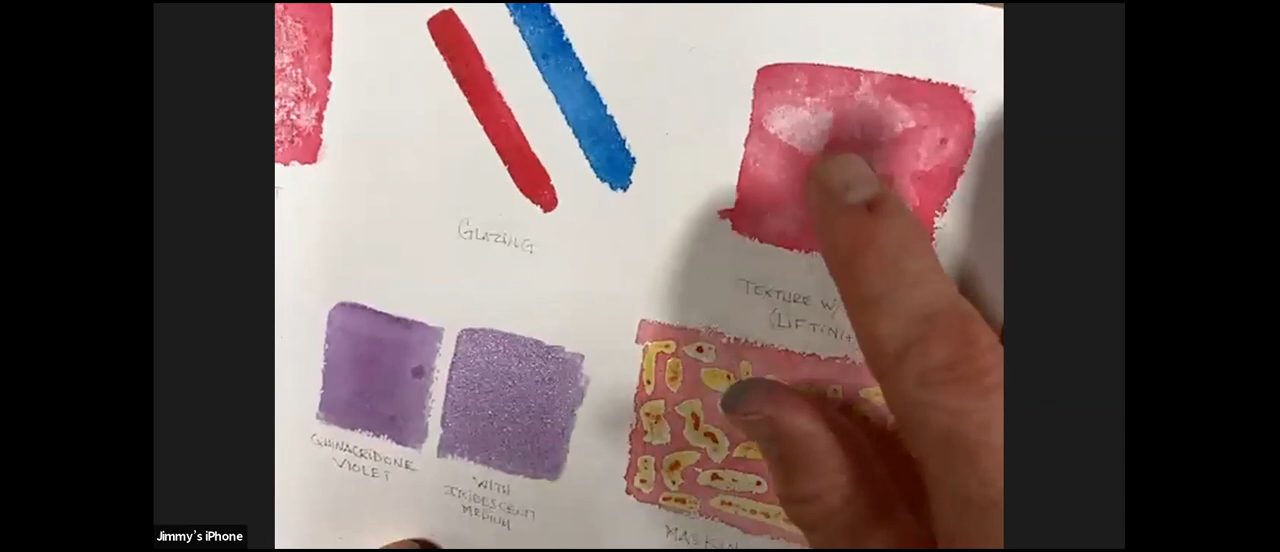 GLAZING
TEXTURE W/
QUINACRIDONE
VIOLET
WITH
IRIDESCENT
MEDIUM
Jimmy's iPhone